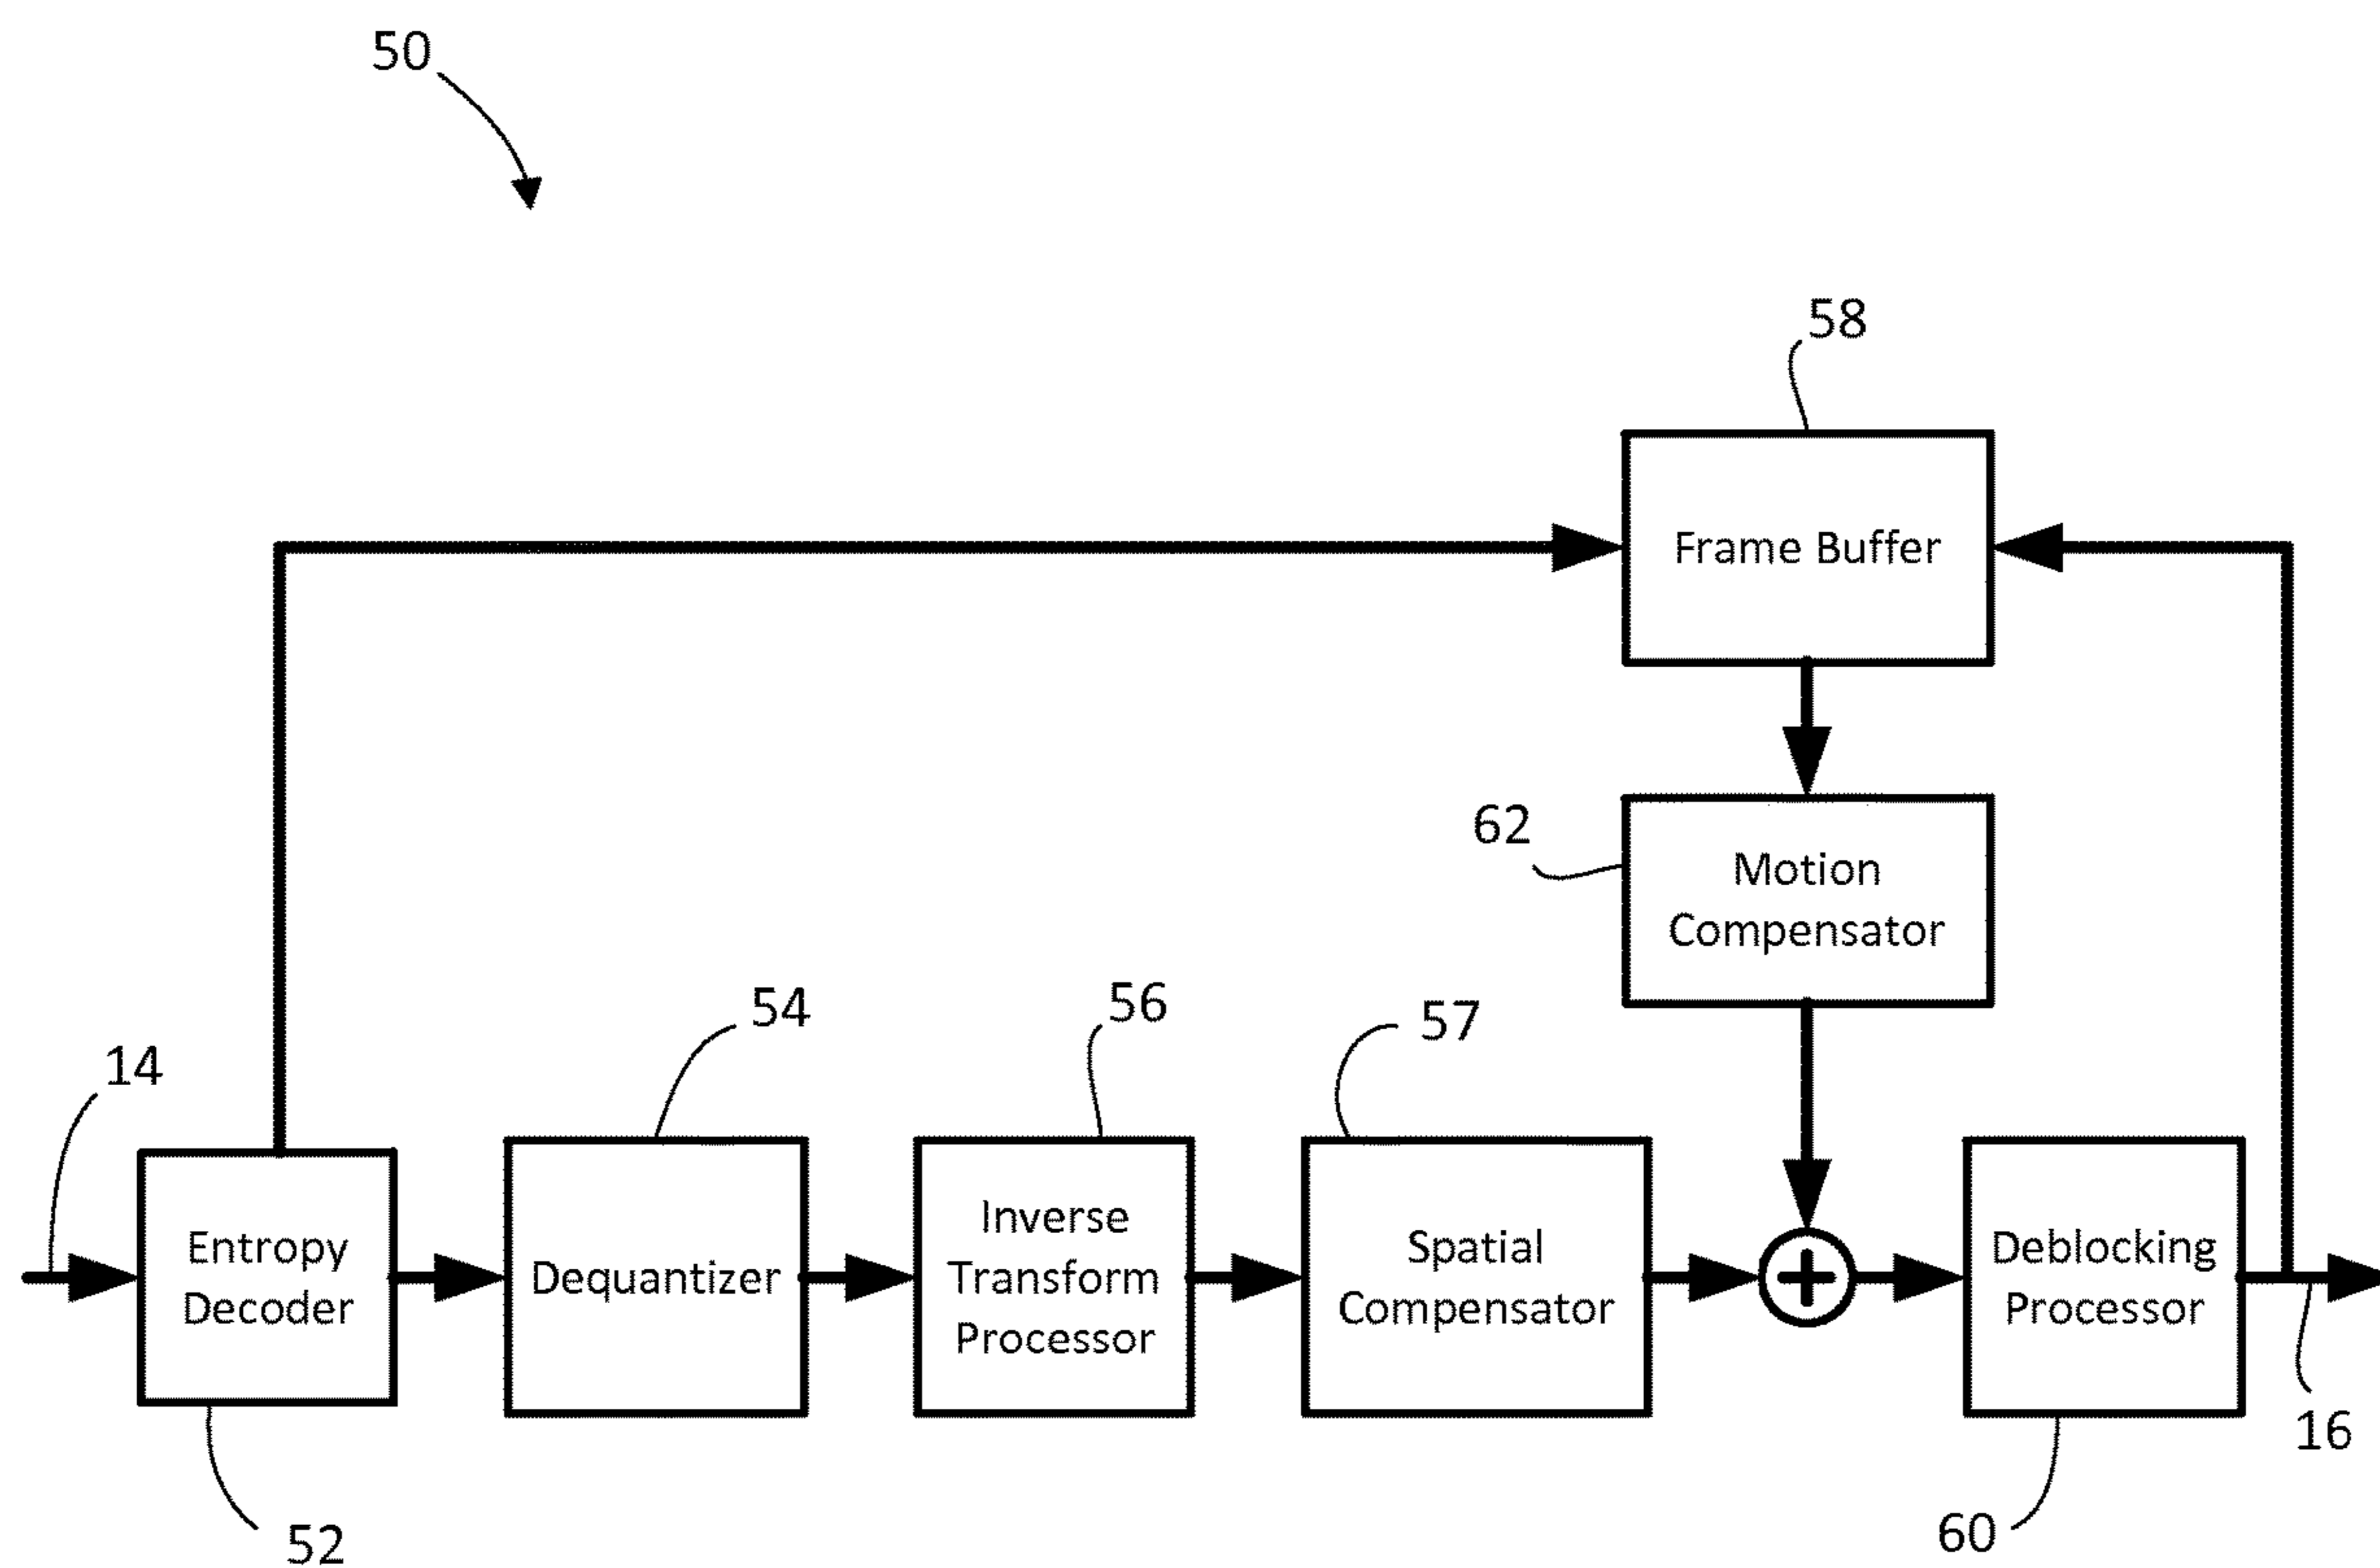 50
58
Frame Buffer
62
Motion
Compensator
54
56
57
14
Entropy
Decoder
Dequantizer
Inverse
Transform
Processor
Spatial
Compensator
+
Deblocking
Processor
16
52
60